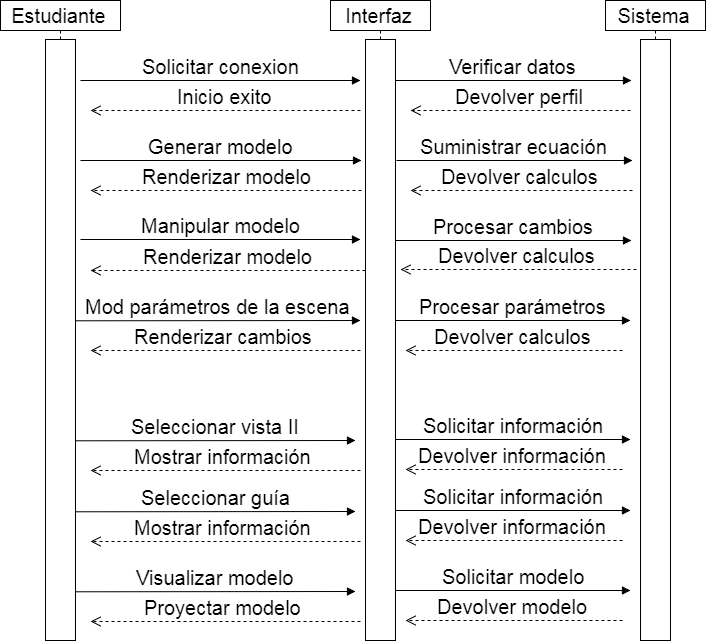 Estudiante Interfaz Sistema
Solicitar conexion Verificar datos
Inicio exito Devolver perfil
Generar modelo Suministrar ecuación
Renderizar modelo Devolver calculos
Manipular modelo Procesar cambios
Renderizar modelo Devolver calculos
Mod parámetros de la escena Procesar parámetros
Renderizar cambios Devolver calculos
Seleccionar vista II Solicitar información
Mostrar información Devolver información
Seleccionar guía Solicitar información
Mostrar información Devolver información
Visualizar modelo Solicitar modelo
Proyectar modelo Devolver modelo